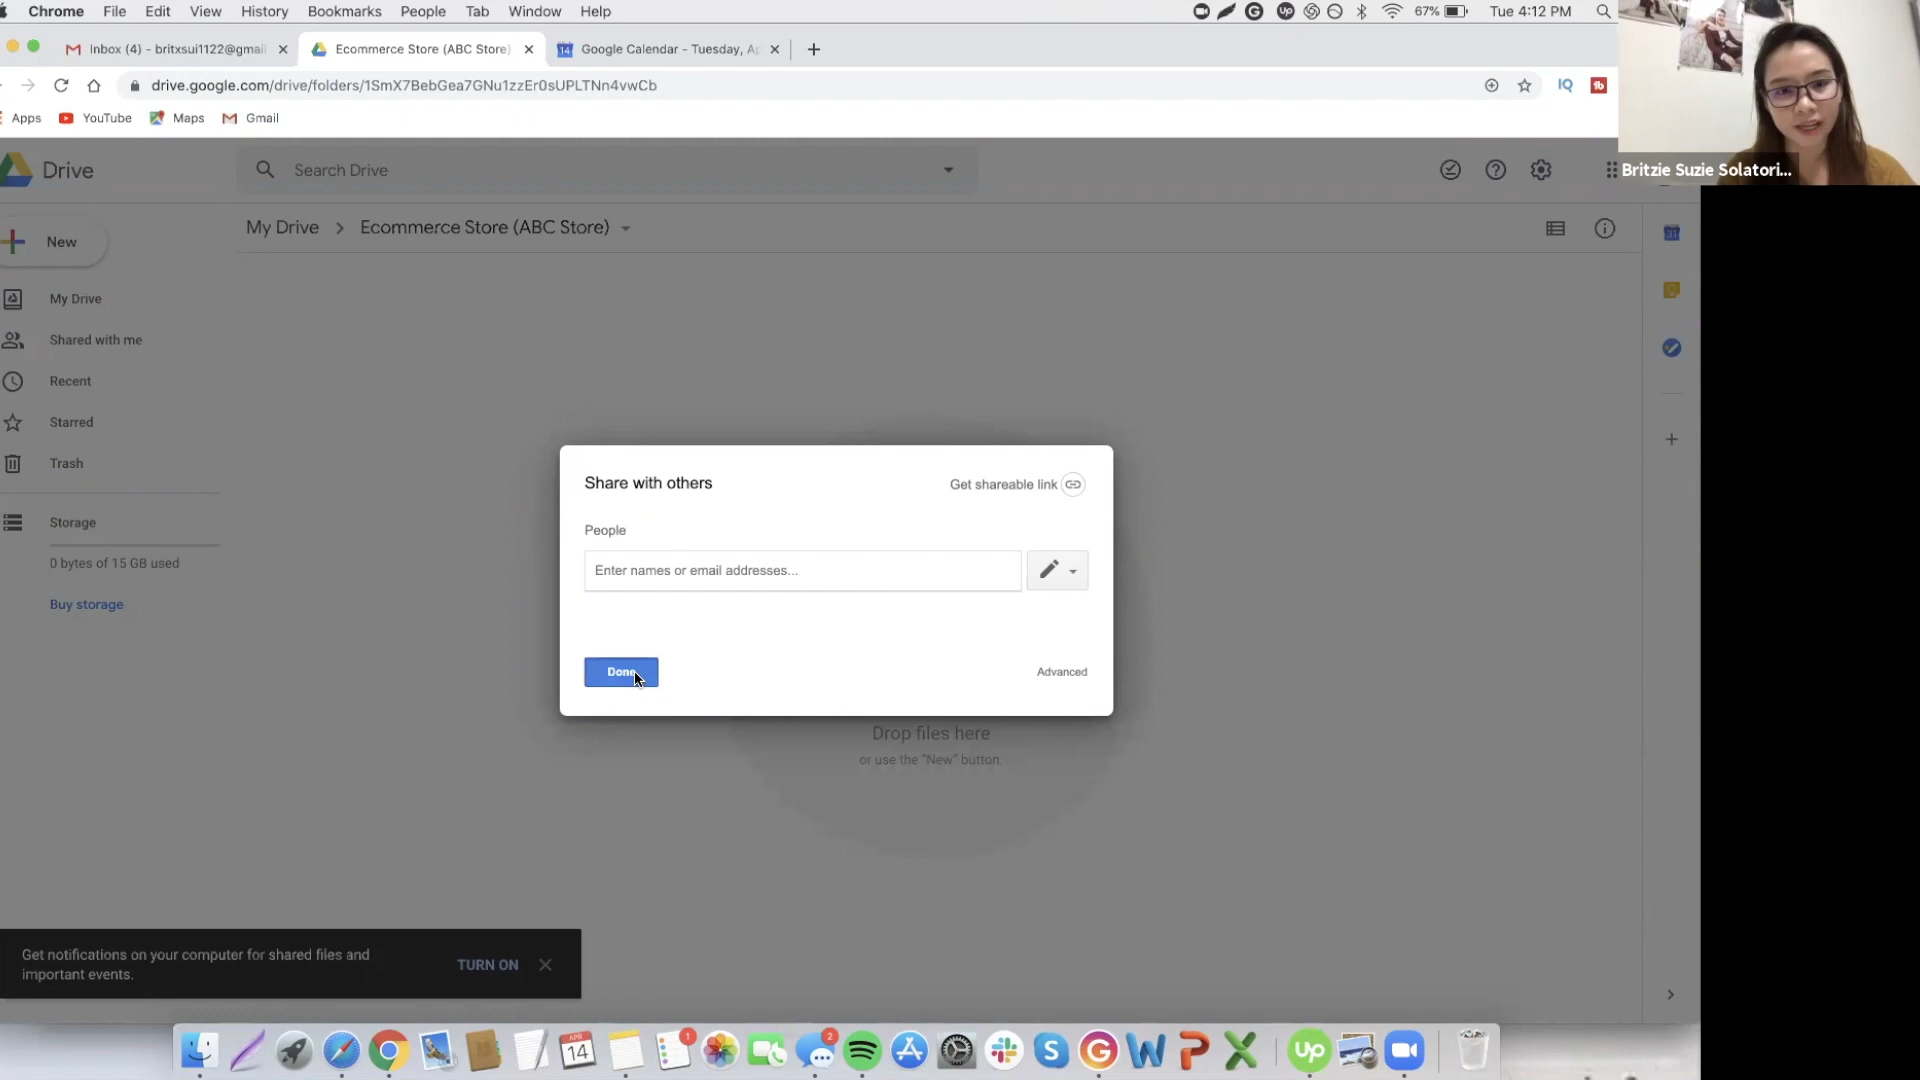 Chrome File Edit View History Bookmarks People Tab Window Help 67% Tue 4:12 PM
Inbox (4) - britxsui1122@gmai Ecommerce Store (ABC Store) Google Calendar - Tuesday, Ap
drive.google.com/drive/folders/1SmX7BebGea7GNu1zzEr0sUPLTNn4vwCb
Apps YouTube Maps Gmail
Britzie Suzie Solatori...
Drive Search Drive
My Drive Ecommerce Store (ABC Store)
New
My Drive
Shared with me
Recent
Starred
Trash
Storage
0 bytes of 15 GB used
Buy storage
Share with others Get shareable link
People
Enter names or email addresses...
Done Advanced
Drop files here
or use the "New" button.
Get notifications on your computer for shared files and
important events.
TURN ON